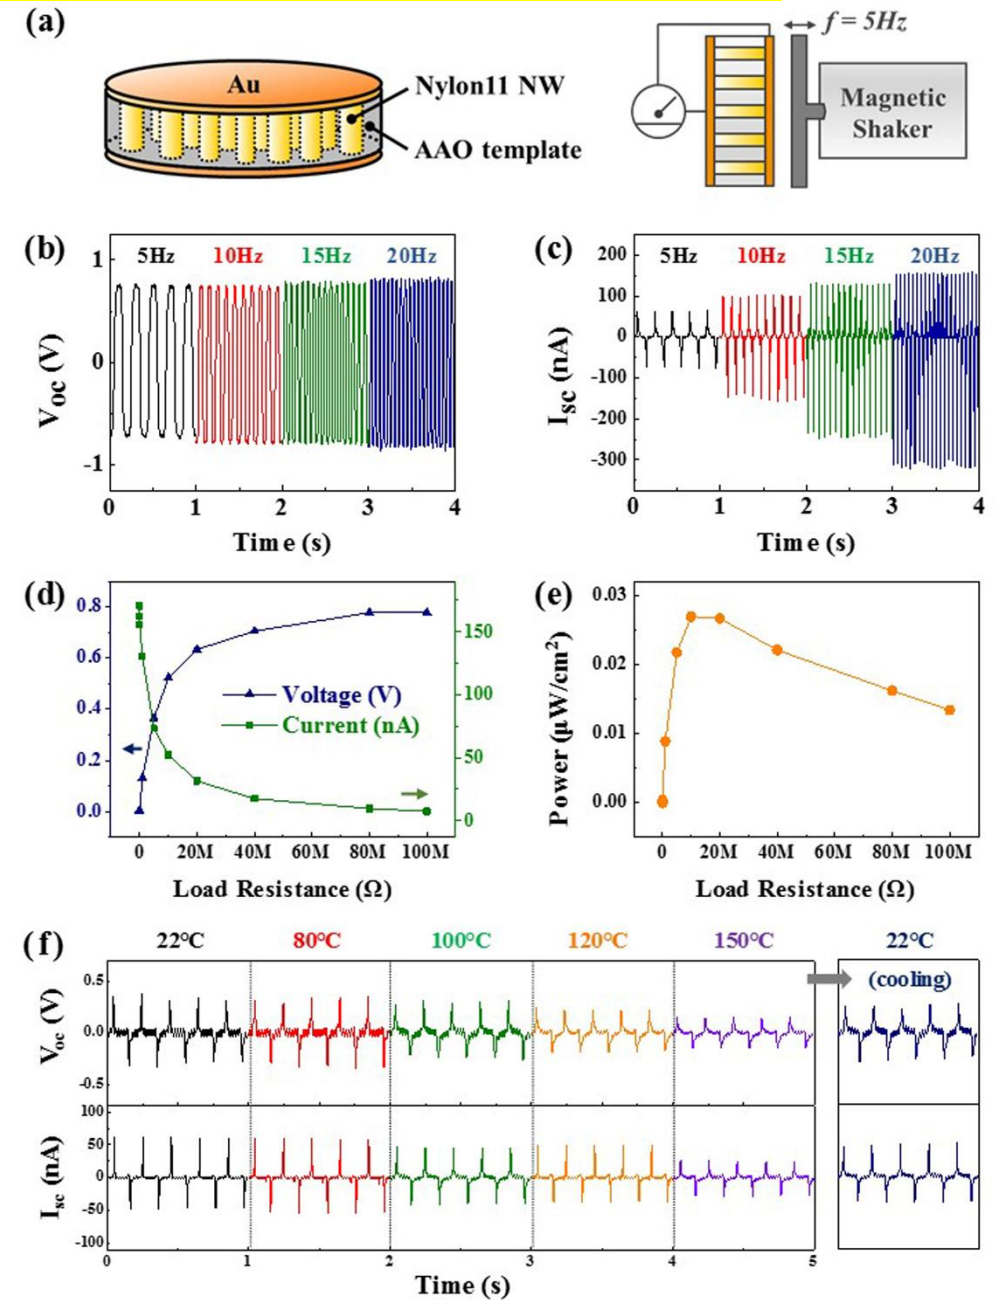 (a)
Au
Nylon11 NW
AAO template
f = 5Hz
Magnetic
Shaker
(b)
5Hz 10Hz 15Hz 20Hz
1
0
-1
Voc (V)
0 1 2 3 4
Time (s)
(c)
5Hz 10Hz 15Hz 20Hz
200
100
0
-100
-200
-300
Isc (nA)
0 1 2 3 4
Time (s)
(d)
0.8
0.6
0.4
0.2
0.0
Voltage (V)
Current (nA)
150
100
50
0
0 20M 40M 60M 80M 100M
Load Resistance (Ω)
(e)
0.03
0.02
0.01
0.00
Power (μW/cm2)
0 20M 40M 60M 80M 100M
Load Resistance (Ω)
(f)
22°C 80°C 100°C 120°C 150°C 22°C
(cooling)
0.5
0.0
-0.5
Voc (V)
100
50
0
-50
-100
Isc (nA)
0 1 2 3 4 5
Time (s)